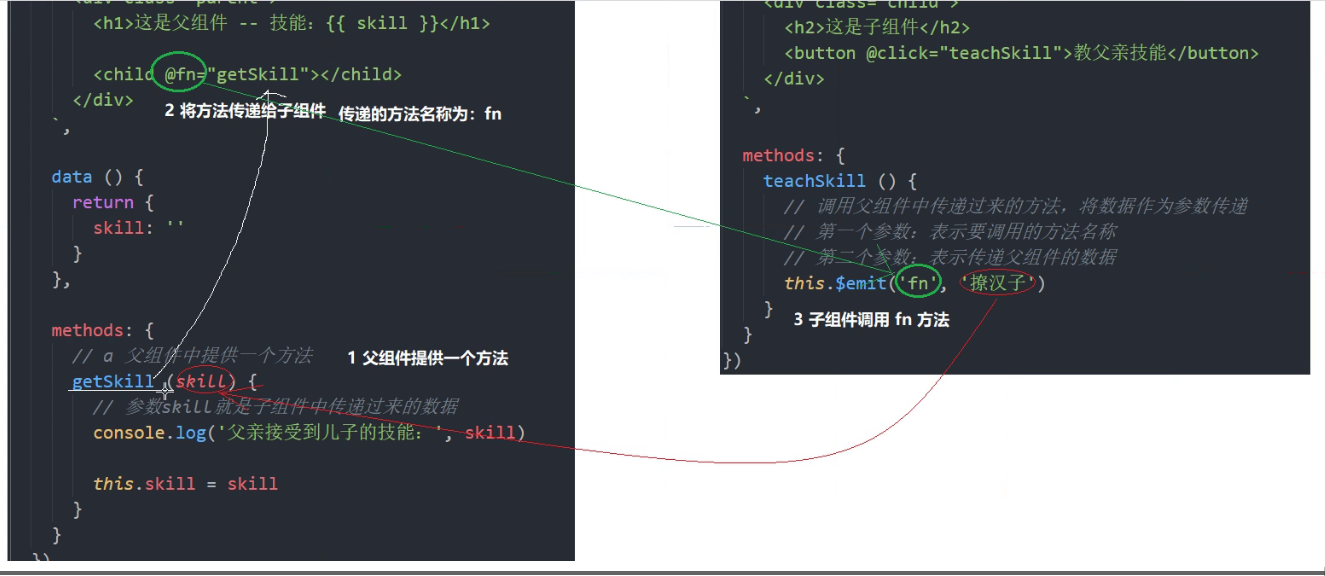 <div class="parent">
<h1>这是父组件 -- 技能：{{ skill }}</h1>
<child @fn="getSkill"></child>
</div>
2 将方法传递给子组件 传递的方法名称为：fn
`,
data () {
return {
skill: ''
}
},
methods: {
// a 父组件中提供一个方法
1 父组件提供一个方法
getSkill (skill) {
// 参数skill就是子组件中传递过来的数据
console.log('父亲接受到儿子的技能：', skill)
this.skill = skill
}
}
})
<div class="child">
<h2>这是子组件</h2>
<button @click="teachSkill">教父亲技能</button>
</div>
`,
methods: {
teachSkill () {
// 调用父组件中传递过来的方法，将数据作为参数传递
// 第一个参数：表示要调用的方法名称
// 第二个参数：表示传递父组件的数据
this.$emit('fn', '撩汉子')
}
3 子组件调用 fn 方法
}
})